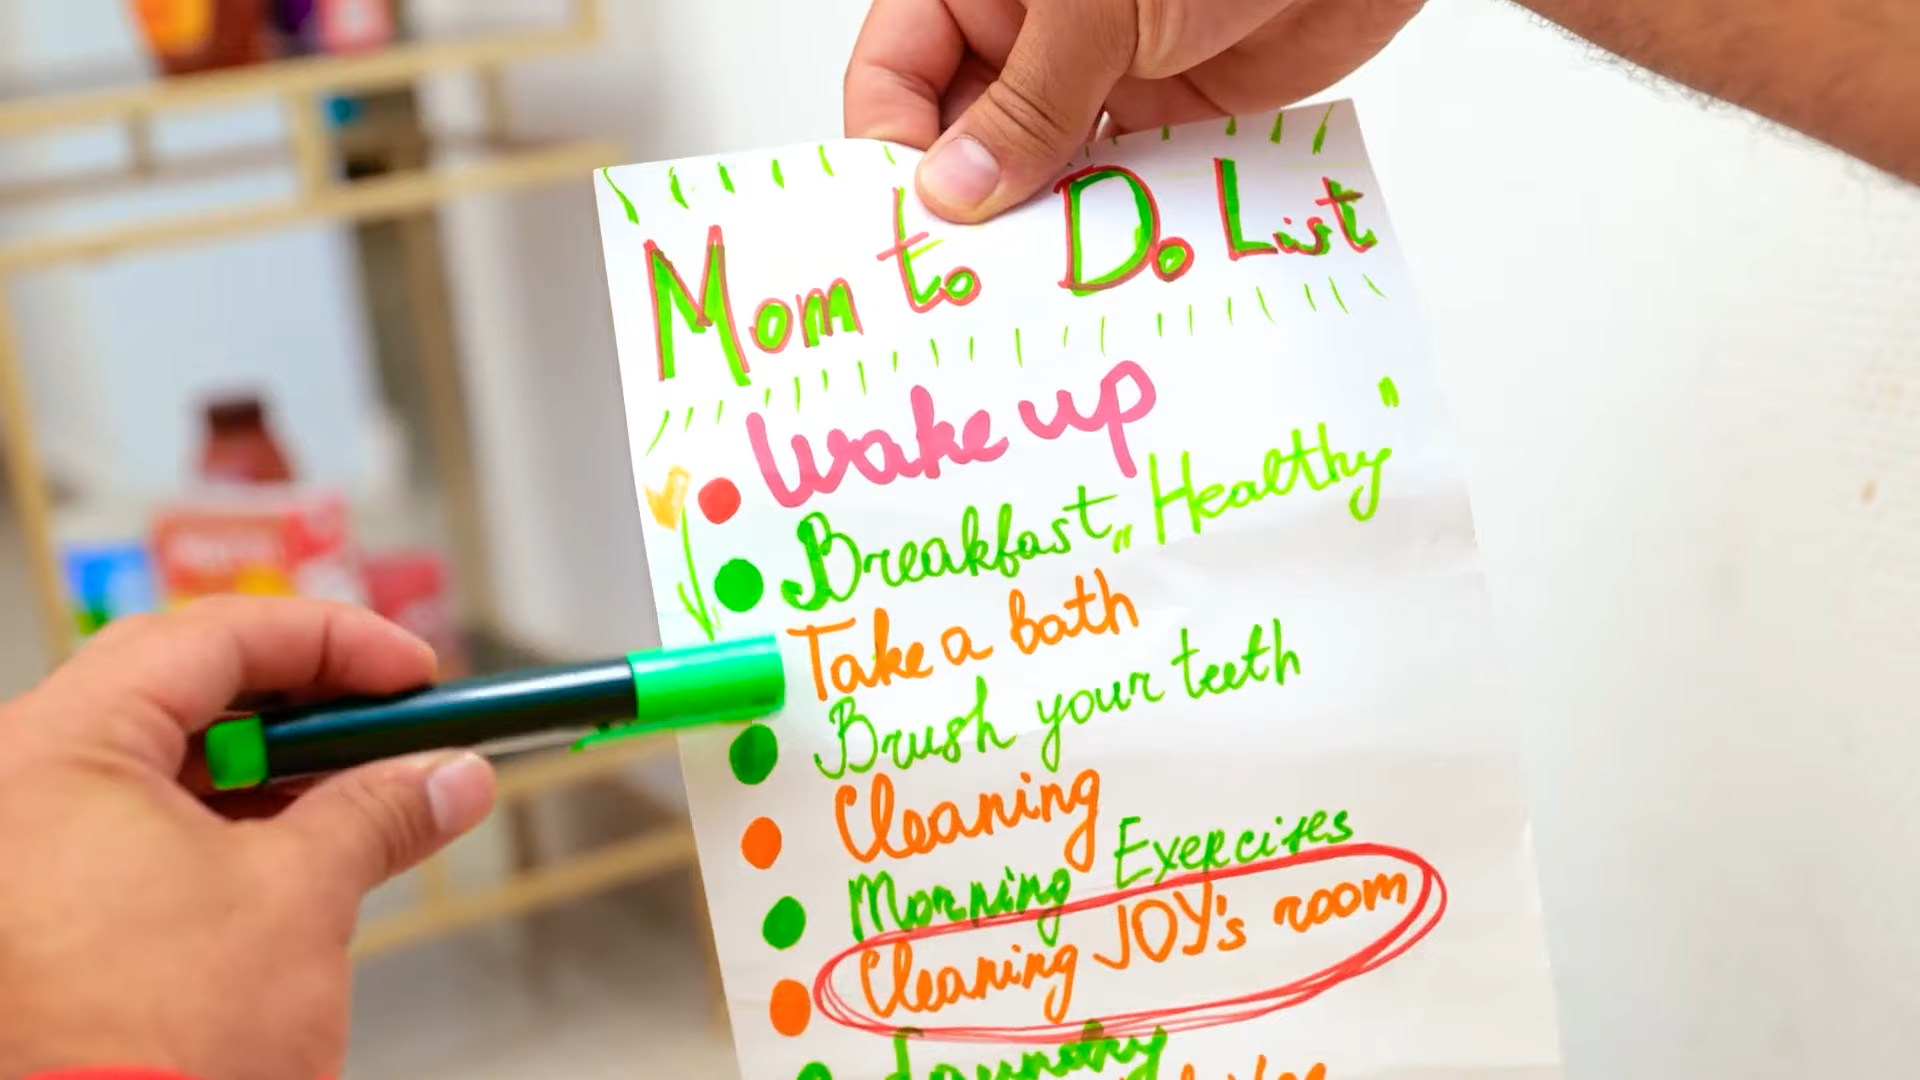 Mom to Do List
Wake up
Breakfast „Healthy"
Take a bath
Brush your teeth
Cleaning
Morning Exercises
Cleaning JOY's room
Laundry